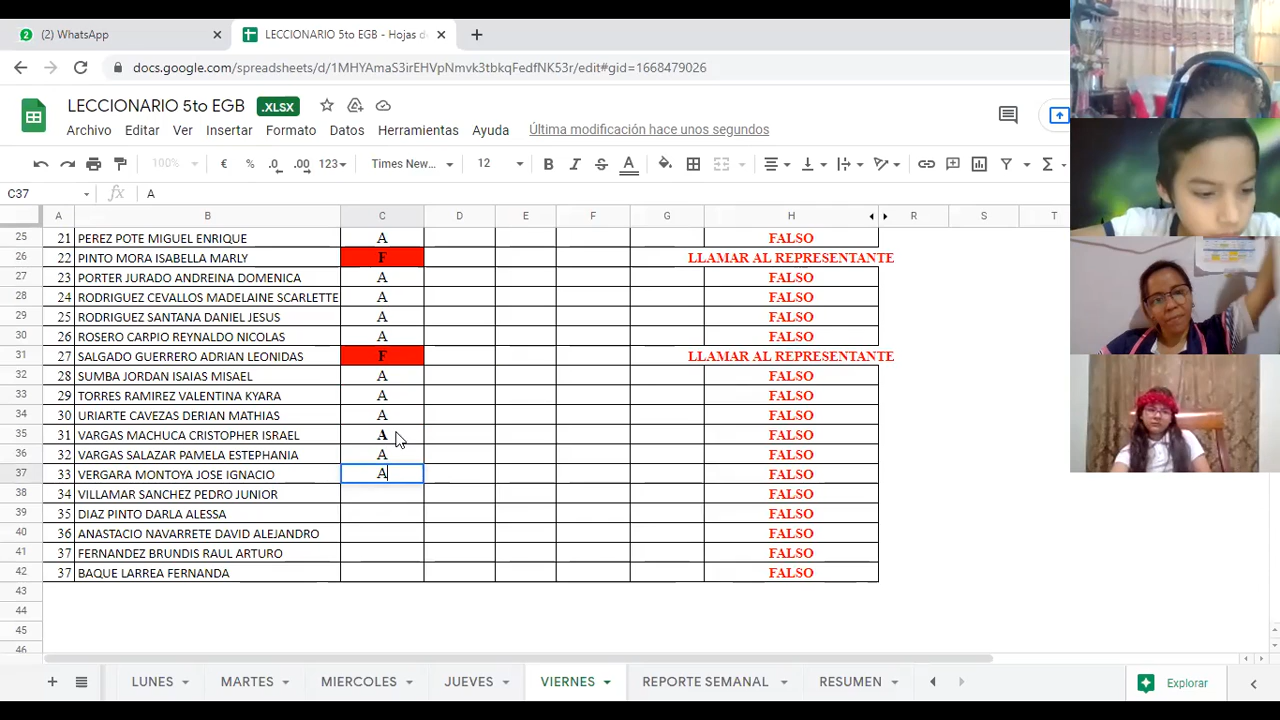 2 (2) WhatsApp × LECCIONARIO 5to EGB - Hojas d × +
docs.google.com/spreadsheets/d/1MHYAmaS3irEHVpNmvk3tbkqFedfNK53r/edit#gid=1668479026
LECCIONARIO 5to EGB .XLSX
Archivo Editar Ver Insertar Formato Datos Herramientas Ayuda Última modificación hace unos segundos
100% € % .0 .00 123 Times New... 12 B I S A Σ
C37 fx A
A B C D E F G H R S T
25 21 PEREZ POTE MIGUEL ENRIQUE A FALSO
26 22 PINTO MORA ISABELLA MARLY F LLAMAR AL REPRESENTANTE
27 23 PORTER JURADO ANDREINA DOMENICA A FALSO
28 24 RODRIGUEZ CEVALLOS MADELAINE SCARLETTE A FALSO
29 25 RODRIGUEZ SANTANA DANIEL JESUS A FALSO
30 26 ROSERO CARPIO REYNALDO NICOLAS A FALSO
31 27 SALGADO GUERRERO ADRIAN LEONIDAS F LLAMAR AL REPRESENTANTE
32 28 SUMBA JORDAN ISAIAS MISAEL A FALSO
33 29 TORRES RAMIREZ VALENTINA KYARA A FALSO
34 30 URIARTE CAVEZAS DERIAN MATHIAS A FALSO
35 31 VARGAS MACHUCA CRISTOPHER ISRAEL A FALSO
36 32 VARGAS SALAZAR PAMELA ESTEPHANIA A FALSO
37 33 VERGARA MONTOYA JOSE IGNACIO A FALSO
38 34 VILLAMAR SANCHEZ PEDRO JUNIOR FALSO
39 35 DIAZ PINTO DARLA ALESSA FALSO
40 36 ANASTACIO NAVARRETE DAVID ALEJANDRO FALSO
41 37 FERNANDEZ BRUNDIS RAUL ARTURO FALSO
42 37 BAQUE LARREA FERNANDA FALSO
43
44
45
46
+ LUNES MARTES MIERCOLES JUEVES VIERNES REPORTE SEMANAL RESUMEN Explorar